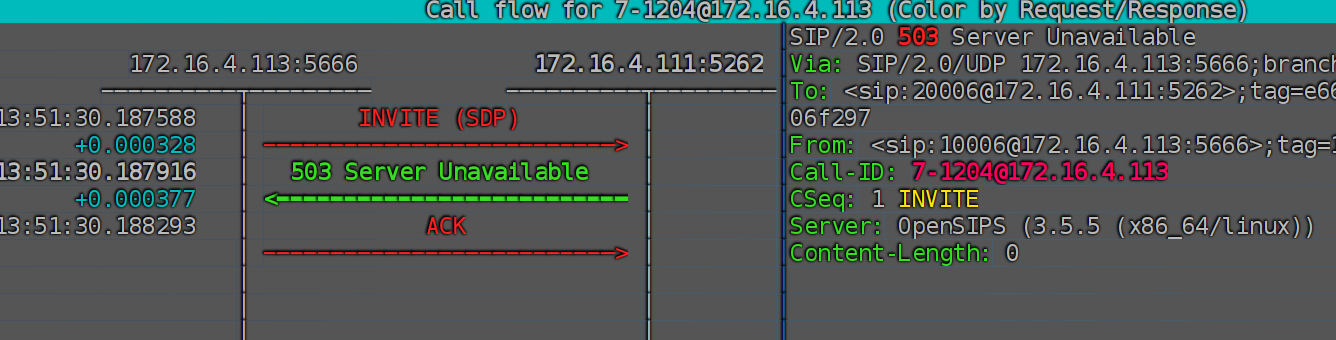 Call flow for 7-1204@172.16.4.113 (Color by Request/Response)
172.16.4.113:5666 172.16.4.111:5262
13:51:30.187588 INVITE (SDP)
+0.000328
13:51:30.187916 503 Server Unavailable
+0.000377
13:51:30.188293 ACK
SIP/2.0 503 Server Unavailable
Via: SIP/2.0/UDP 172.16.4.113:5666;branch
To: <sip:20006@172.16.4.111:5262>;tag=e66
06f297
From: <sip:10006@172.16.4.113:5666>;tag=
Call-ID: 7-1204@172.16.4.113
CSeq: 1 INVITE
Server: OpenSIPS (3.5.5 (x86_64/linux))
Content-Length: 0